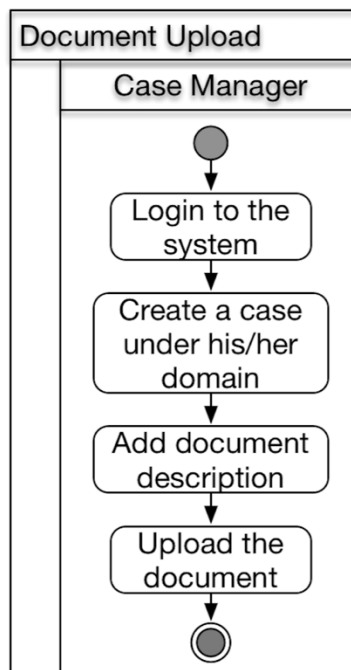 Document Upload
Case Manager
Login to the
system
Create a case
under his/her
domain
Add document
description
Upload the
document